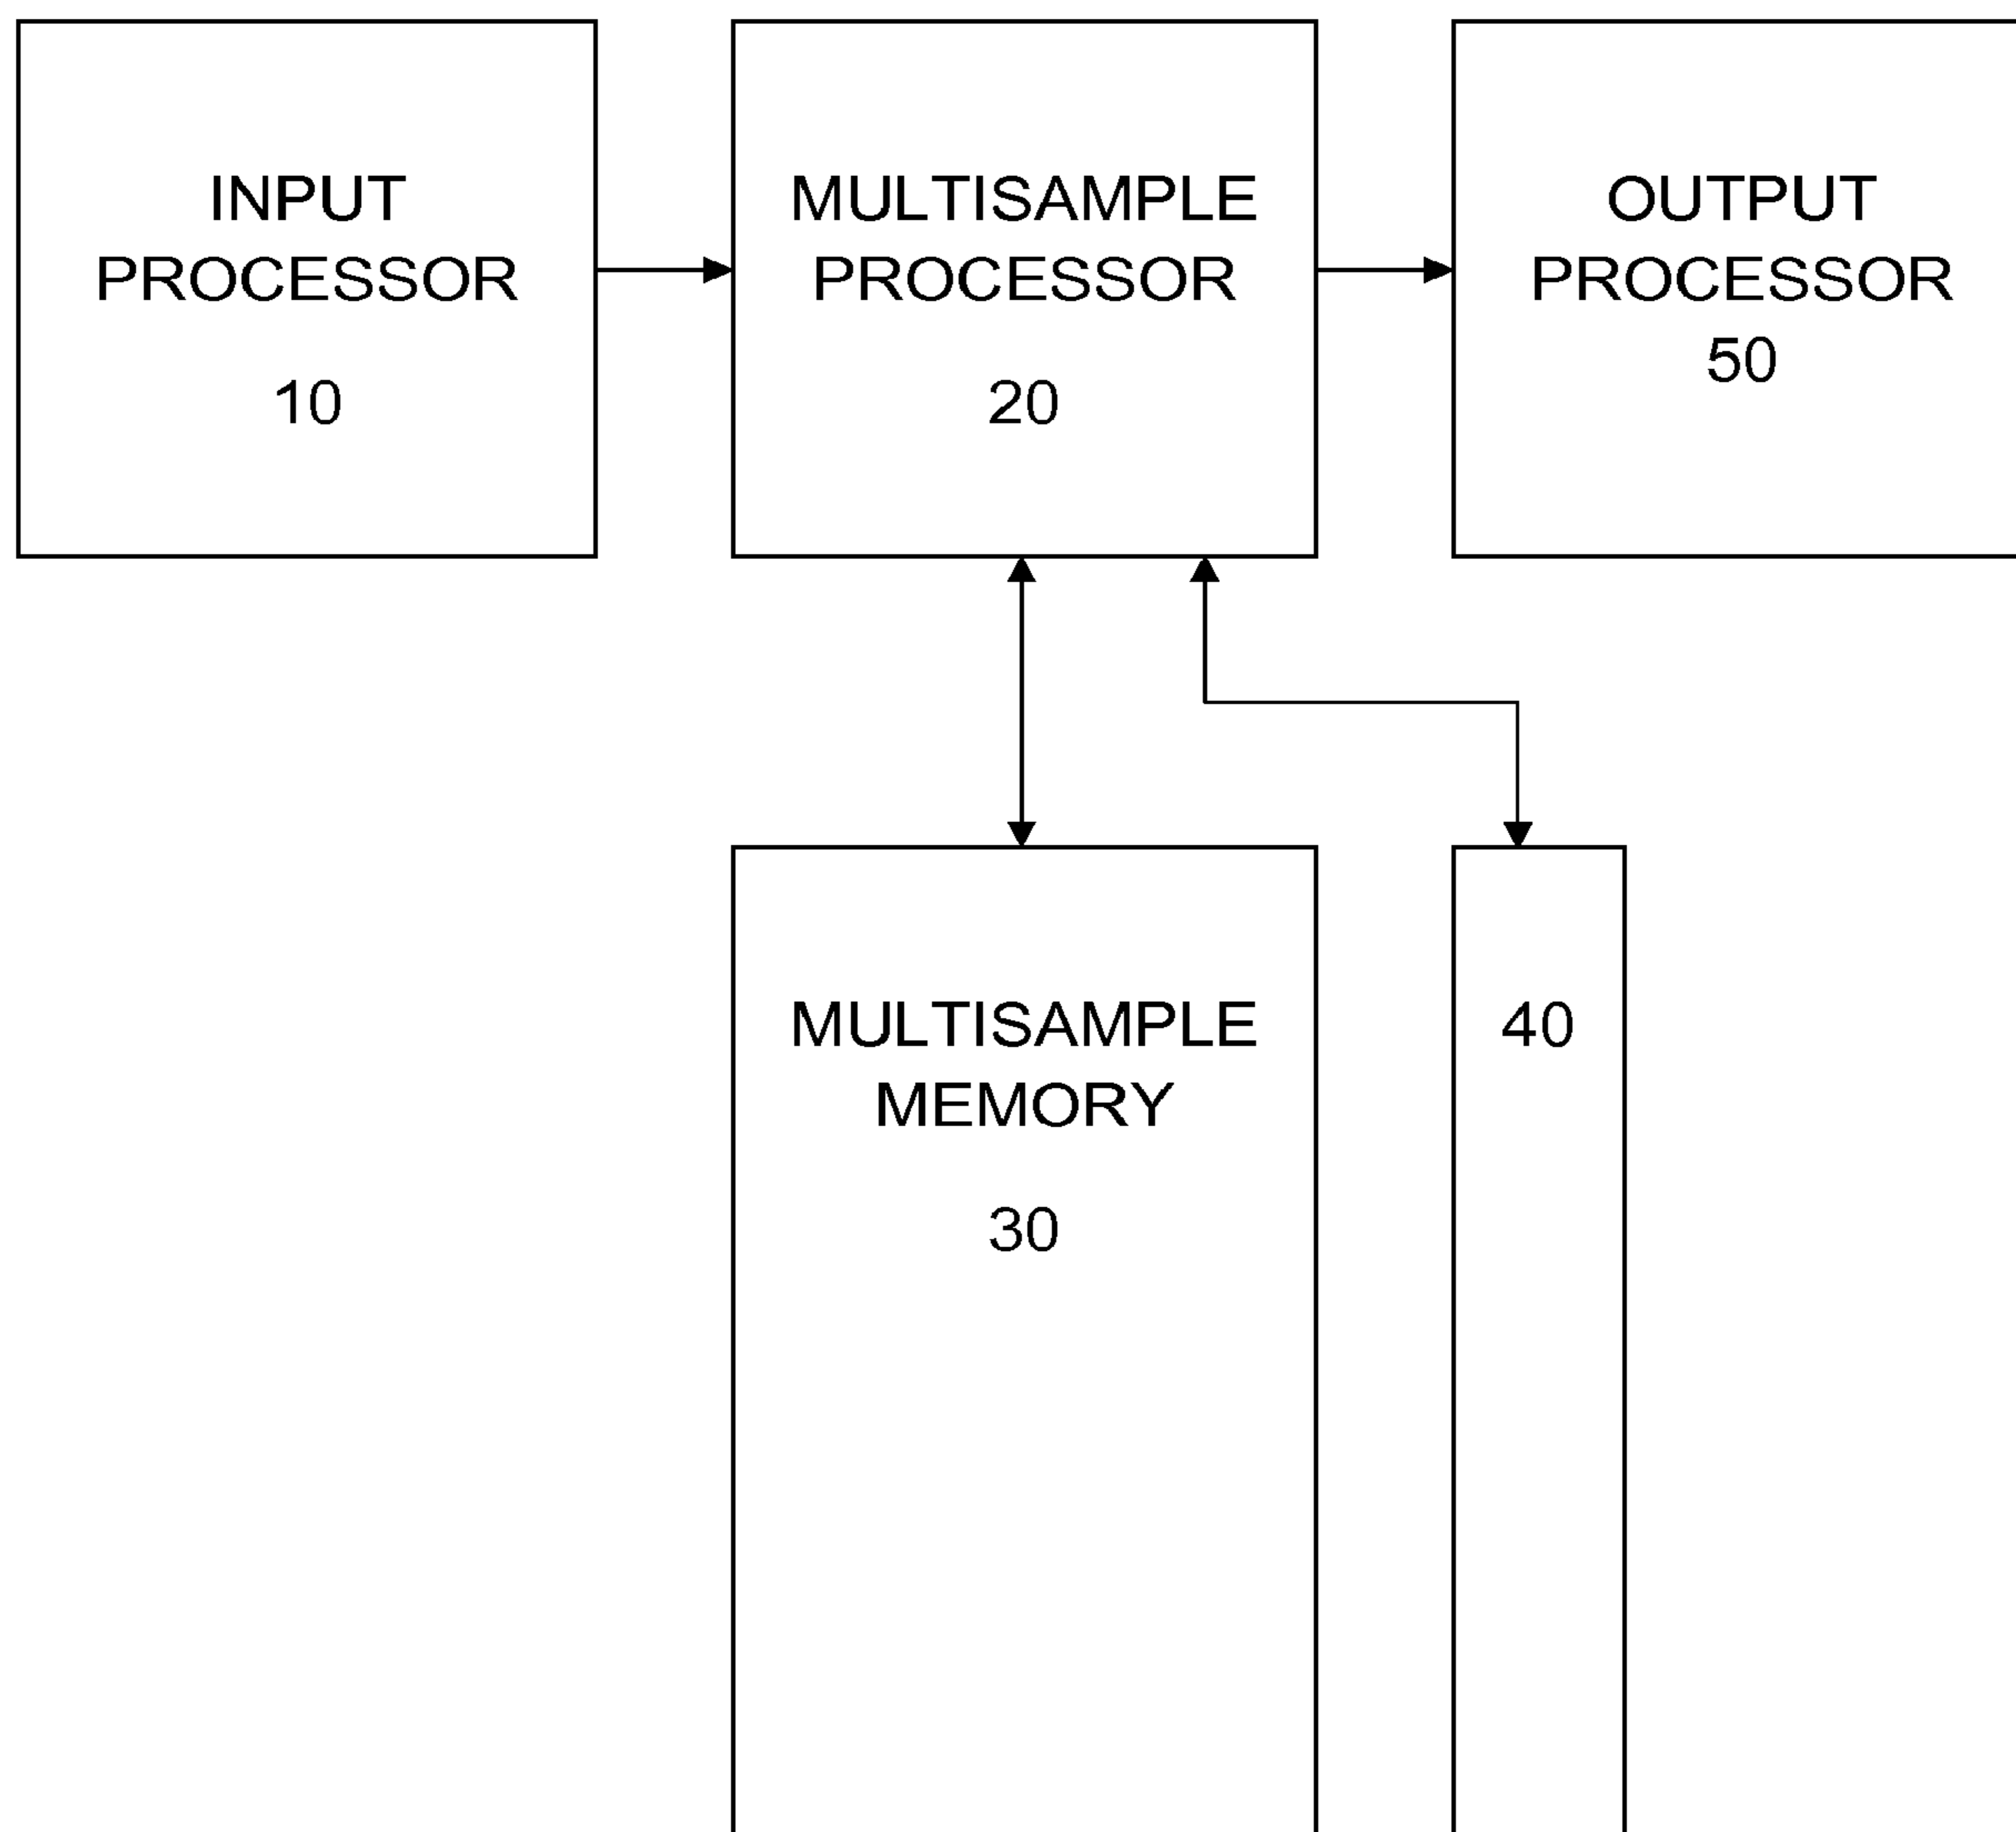 INPUT
PROCESSOR
10
MULTISAMPLE
PROCESSOR
20
OUTPUT
PROCESSOR
50
MULTISAMPLE
MEMORY
30
40